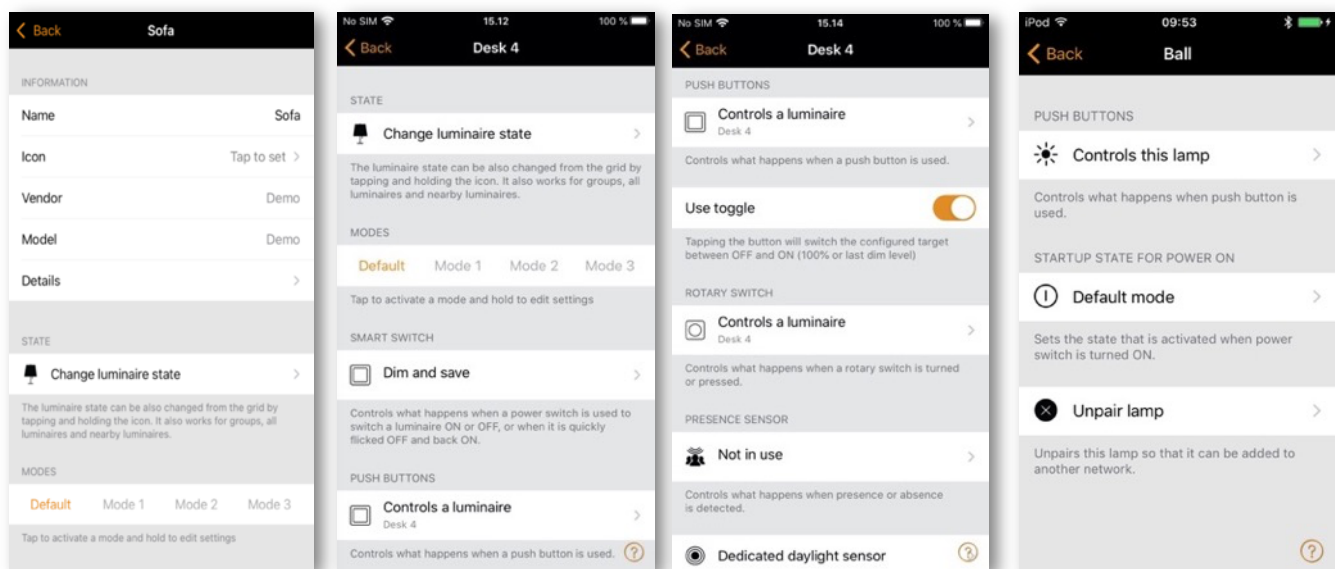 Back
Sofa
INFORMATION
Name
Sofa
Icon
Tap to set
Vendor
Demo
Model
Demo
Details
STATE
Change luminaire state
The luminaire state can be also changed from the grid by
tapping and holding the icon. It also works for groups, all
luminaires and nearby luminaires.
MODES
Default Mode 1 Mode 2 Mode 3
Tap to activate a mode and hold to edit settings
No SIM 15.12 100 %
Back
Desk 4
STATE
Change luminaire state
The luminaire state can be also changed from the grid by
tapping and holding the icon. It also works for groups, all
luminaires and nearby luminaires.
MODES
Default Mode 1 Mode 2 Mode 3
Tap to activate a mode and hold to edit settings
SMART SWITCH
Dim and save
Controls what happens when a power switch is used to
switch a luminaire ON or OFF, or when it is quickly
flicked OFF and back ON.
PUSH BUTTONS
Controls a luminaire
Desk 4
Controls what happens when a push button is used.
?
No SIM 15.14 100 %
Back
Desk 4
PUSH BUTTONS
Controls a luminaire
Desk 4
Controls what happens when a push button is used.
Use toggle
Tapping the button will switch the configured target
between OFF and ON (100% or last dim level)
ROTARY SWITCH
Controls a luminaire
Desk 4
Controls what happens when a rotary switch is turned
or pressed.
PRESENCE SENSOR
Not in use
Controls what happens when presence or absence
is detected.
Dedicated daylight sensor
?
iPod 09:53
Back
Ball
PUSH BUTTONS
Controls this lamp
Controls what happens when push button is
used.
STARTUP STATE FOR POWER ON
Default mode
Sets the state that is activated when power
switch is turned ON.
Unpair lamp
Unpairs this lamp so that it can be added to
another network.
?